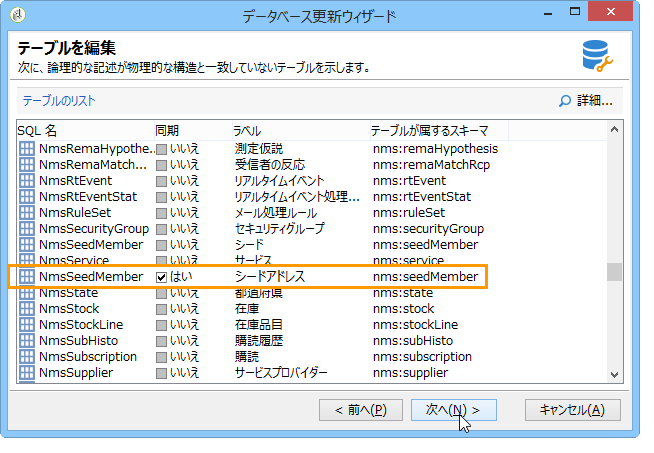 データベース更新ウィザード
テーブルを編集
次に、論理的な記述が物理的な構造と一致していないテーブルを示します。
テーブルのリスト 詳細...
SQL 名 同期 ラベル テーブルが属するスキーマ
NmsRemaHypothe... いいえ 測定仮説 nms:remaHypothesis
NmsRemaMatch... いいえ 受信者の反応 nms:remaMatchRcp
NmsRtEvent いいえ リアルタイムイベント nms:rtEvent
NmsRtEventStat いいえ リアルタイムイベント処理... nms:rtEventStat
NmsRuleSet いいえ メール処理ルール nms:ruleSet
NmsSecurityGroup いいえ セキュリティグループ nms:securityGroup
NmsSeedMember いいえ シード nms:seedMember
NmsService いいえ サービス nms:service
NmsSeedMember はい シードアドレス nms:seedMember
NmsState いいえ 都道府県 nms:state
NmsStock いいえ 在庫 nms:stock
NmsStockLine いいえ 在庫品目 nms:stockLine
NmsSubHisto いいえ 購読履歴 nms:subHisto
NmsSubscription いいえ 購読 nms:subscription
NmsSupplier いいえ サービスプロバイダー nms:supplier
< 前へ(P) 次へ(N) > キャンセル(A)